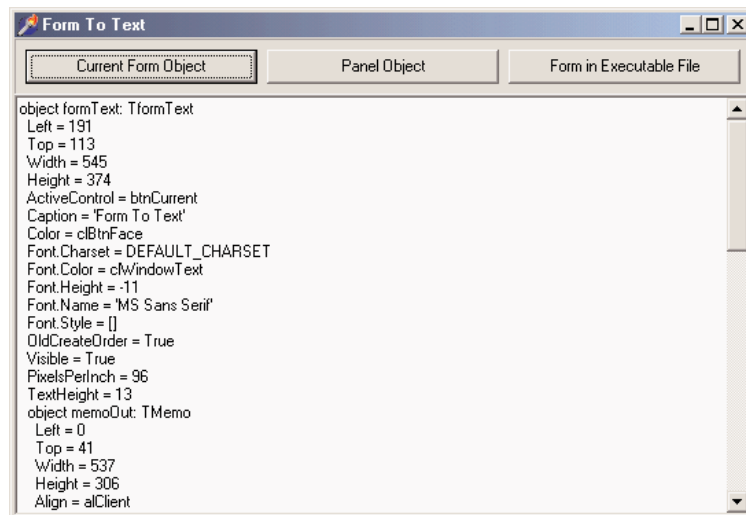 Form To Text
Current Form Object Panel Object Form in Executable File
object formText: TformText
Left = 191
Top = 113
Width = 545
Height = 374
ActiveControl = btnCurrent
Caption = 'Form To Text'
Color = clBtnFace
Font.Charset = DEFAULT_CHARSET
Font.Color = clWindowText
Font.Height = -11
Font.Name = 'MS Sans Serif'
Font.Style = []
OldCreateOrder = True
Visible = True
PixelsPerInch = 96
TextHeight = 13
object memoOut: TMemo
Left = 0
Top = 41
Width = 537
Height = 306
Align = alClient